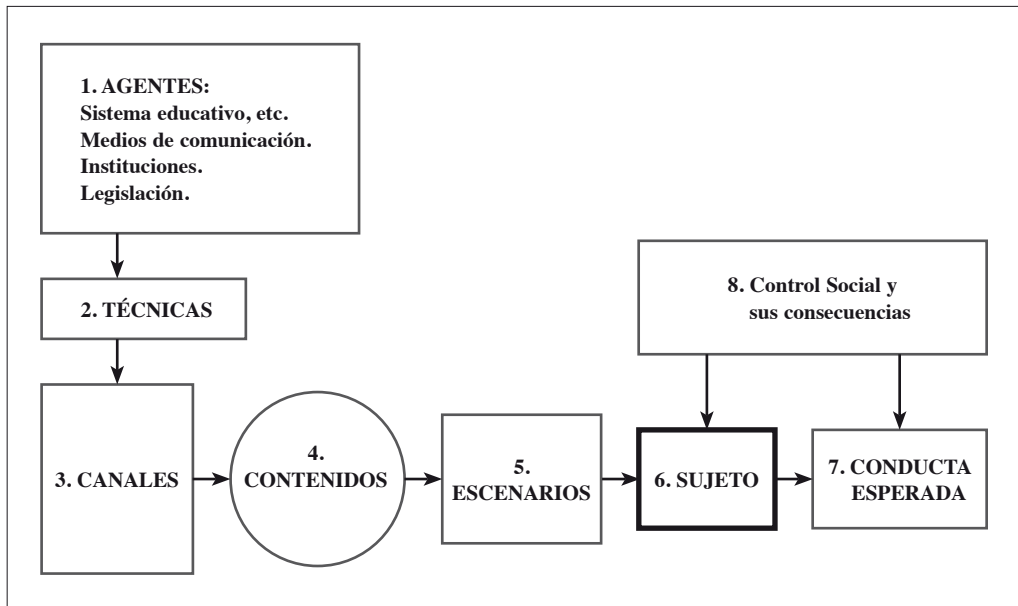 1. AGENTES:
Sistema educativo, etc.
Medios de comunicación.
Instituciones.
Legislación.
2. TÉCNICAS
8. Control Social y
sus consecuencias
3. CANALES
4.
CONTENIDOS
5.
ESCENARIOS
6. SUJETO
7. CONDUCTA
ESPERADA